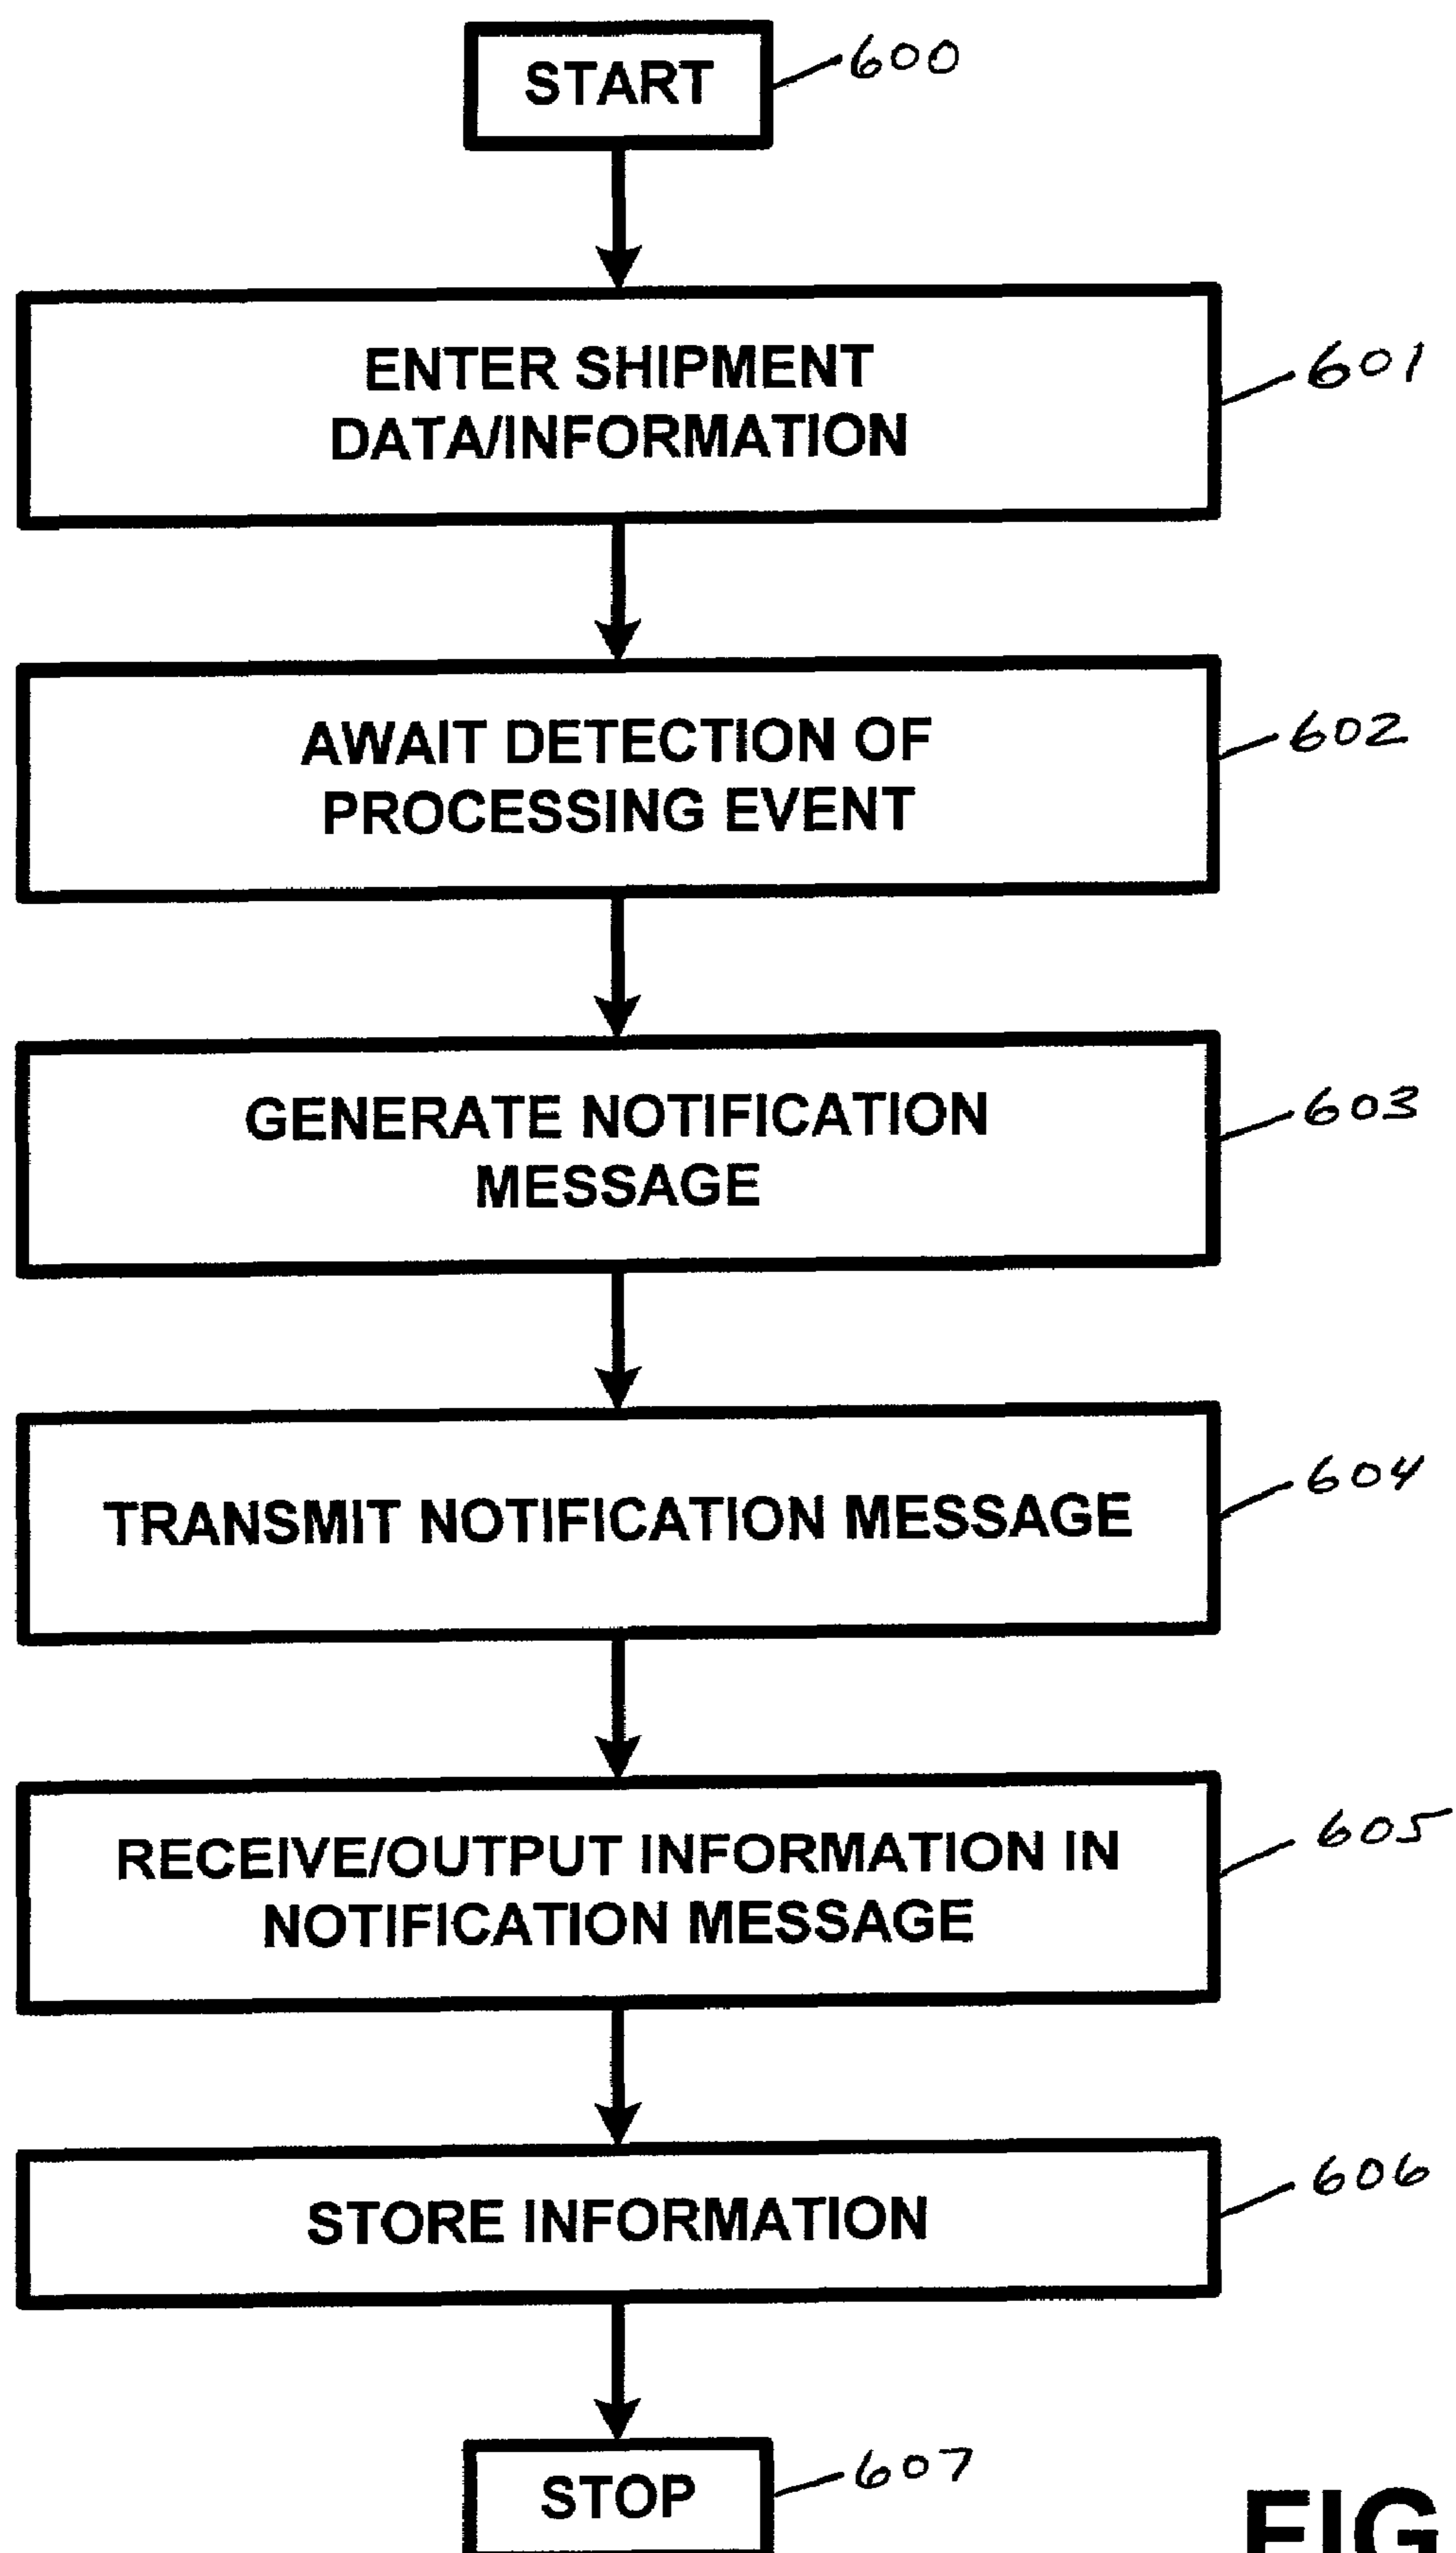 START
600
ENTER SHIPMENT
DATA/INFORMATION
601
AWAIT DETECTION OF
PROCESSING EVENT
602
GENERATE NOTIFICATION
MESSAGE
603
TRANSMIT NOTIFICATION MESSAGE
604
RECEIVE/OUTPUT INFORMATION IN
NOTIFICATION MESSAGE
605
STORE INFORMATION
606
STOP
607
FIG